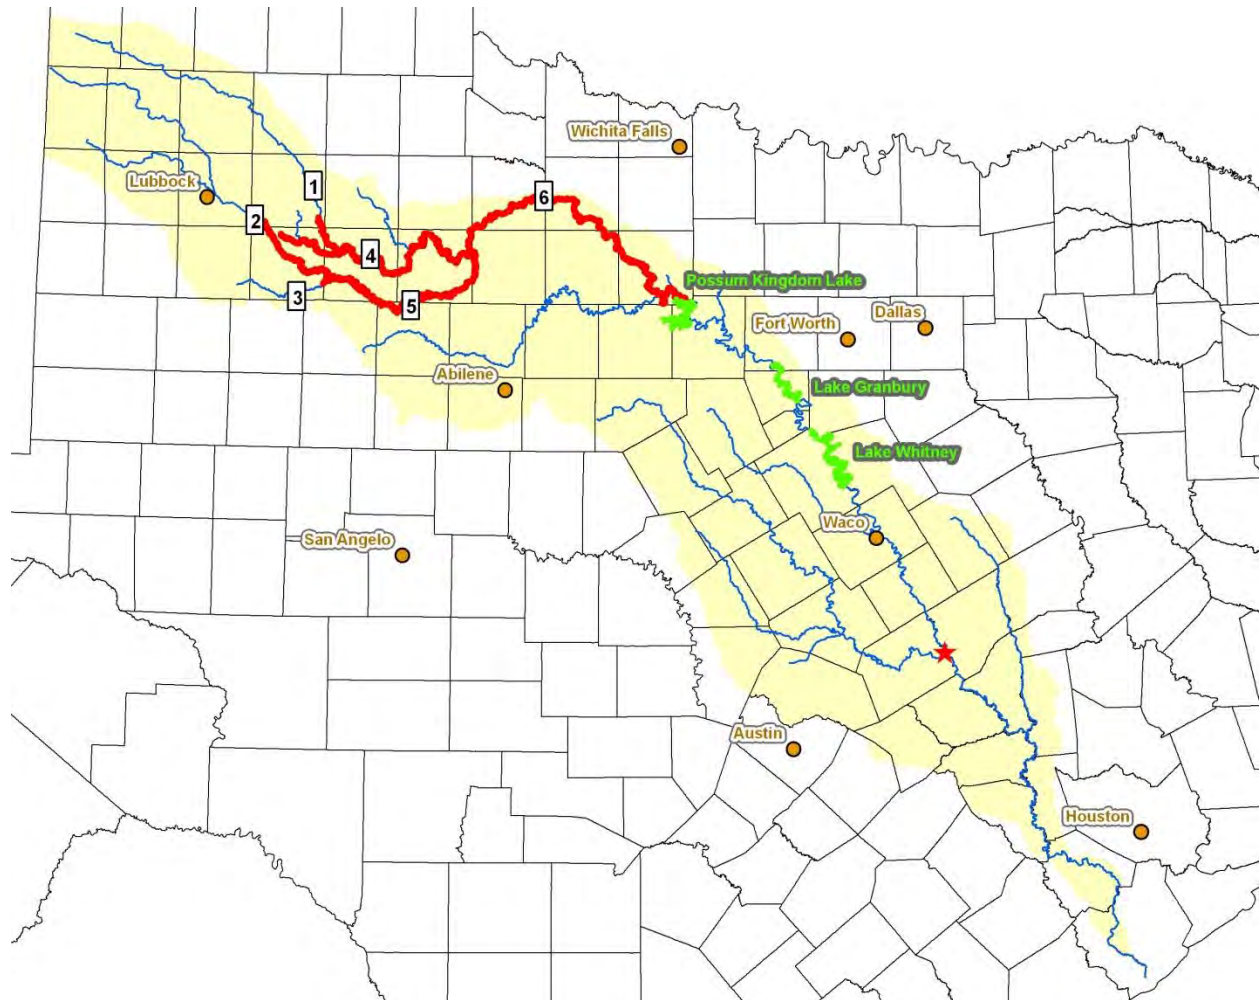 Wichita Falls
Lubbock
1
6
2
4
3
5
Possum Kingdom Lake
Fort Worth
Dallas
Abilene
Lake Granbury
Lake Whitney
Waco
San Angelo
Austin
Houston